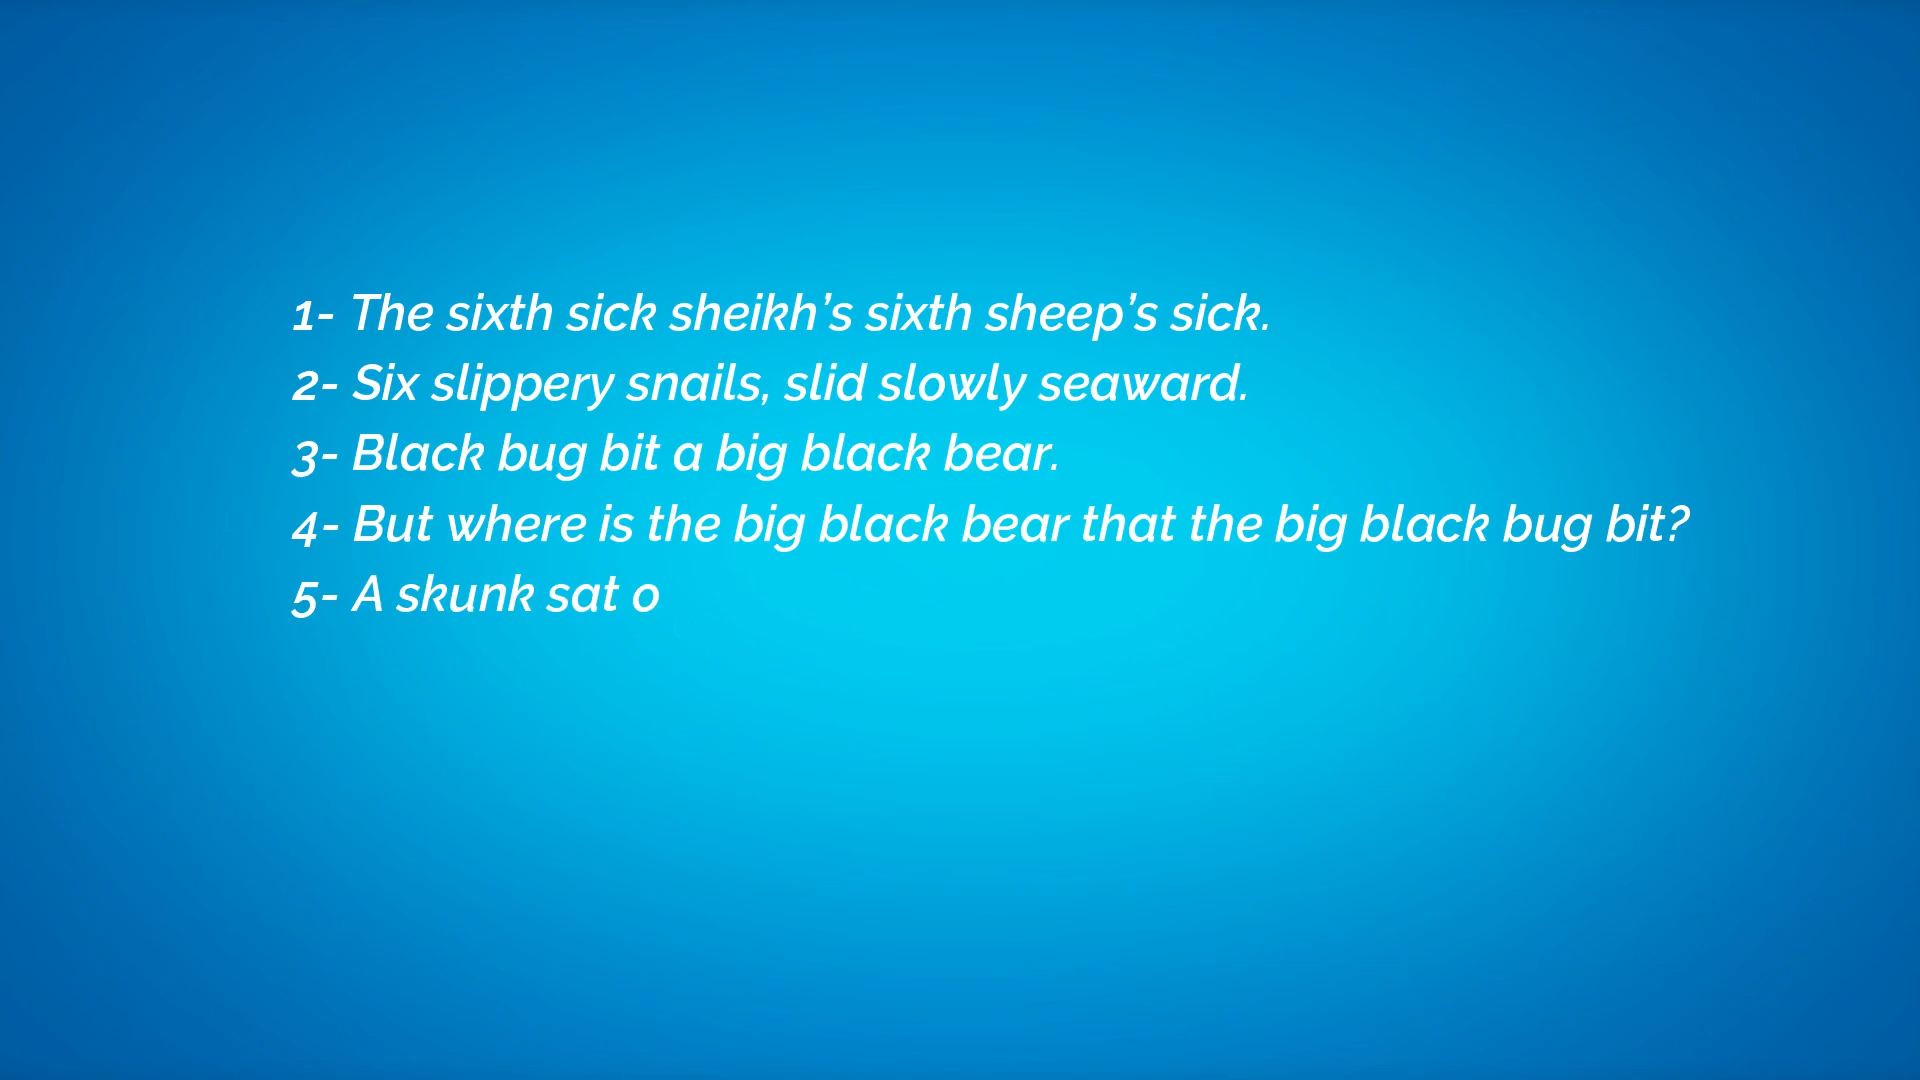 1- The sixth sick sheikh’s sixth sheep’s sick.
2- Six slippery snails, slid slowly seaward.
3- Black bug bit a big black bear.
4- But where is the big black bear that the big black bug bit?
5- A skunk sat o